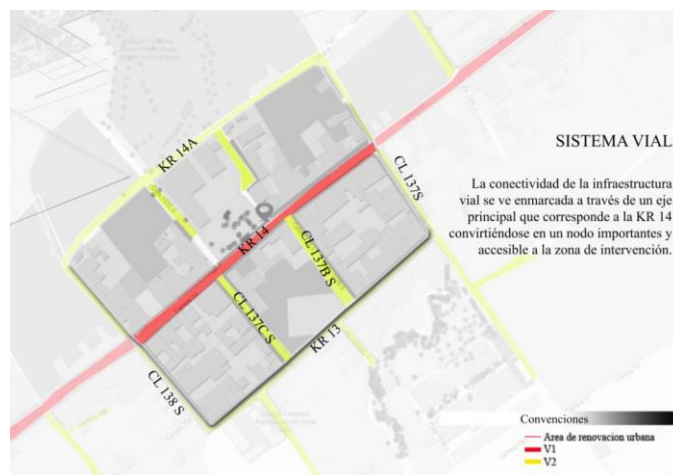 SISTEMA VIAL
La conectividad de la infraestructura
vial se ve enmarcada a través de un eje
principal que corresponde a la KR 14
convirtiéndose en un nodo importantes y
accesible a la zona de intervención.
KR 14A
CL 137S
KR 14
CL 137B S
CL 137C S
KR 13
CL 138 S
Convenciones
Area de renovacion urbana
V1
V2